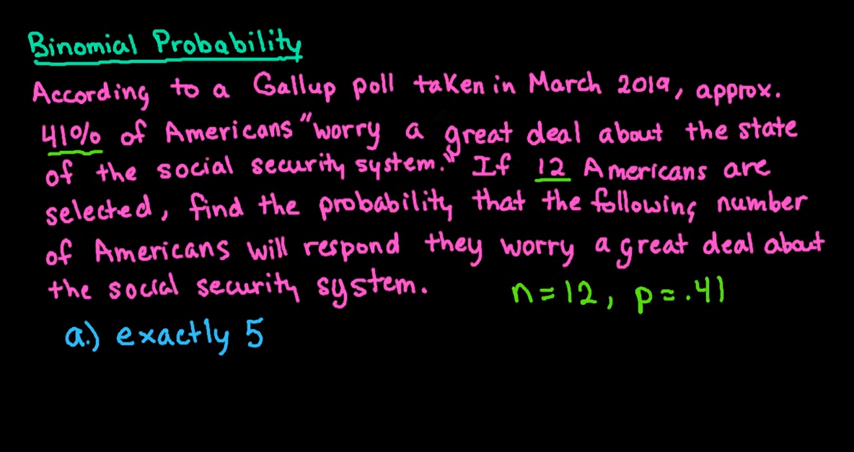 Binomial Probability
According to a Gallup poll taken in March 2019, approx.
41% of Americans "worry a great deal about the state
of the social security system." If 12 Americans are
selected, find the probability that the following number
of Americans will respond they worry a great deal about
the social security system. n=12, p=.41
a.) exactly 5